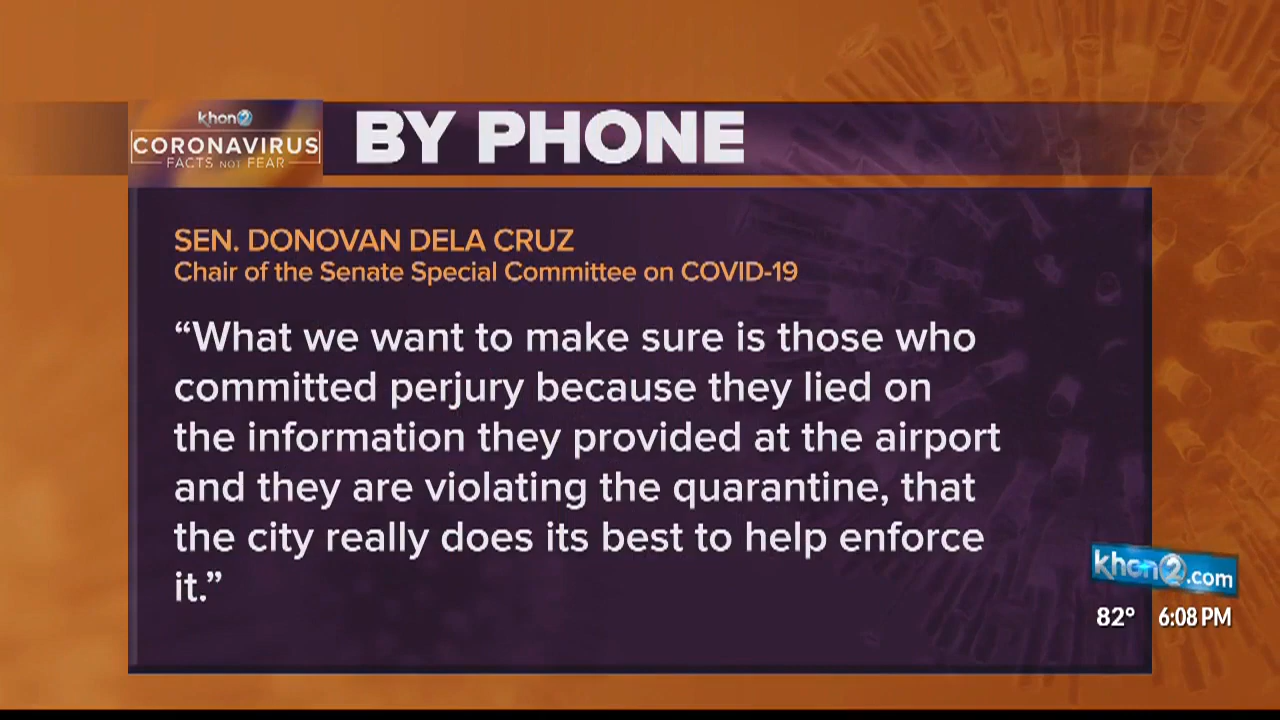 khon2
CORONAVIRUS
FACTS NOT FEAR
BY PHONE
SEN. DONOVAN DELA CRUZ
Chair of the Senate Special Committee on COVID-19
“What we want to make sure is those who
committed perjury because they lied on
the information they provided at the airport
and they are violating the quarantine, that
the city really does its best to help enforce
it.”
khon2.com
82° 6:08 PM